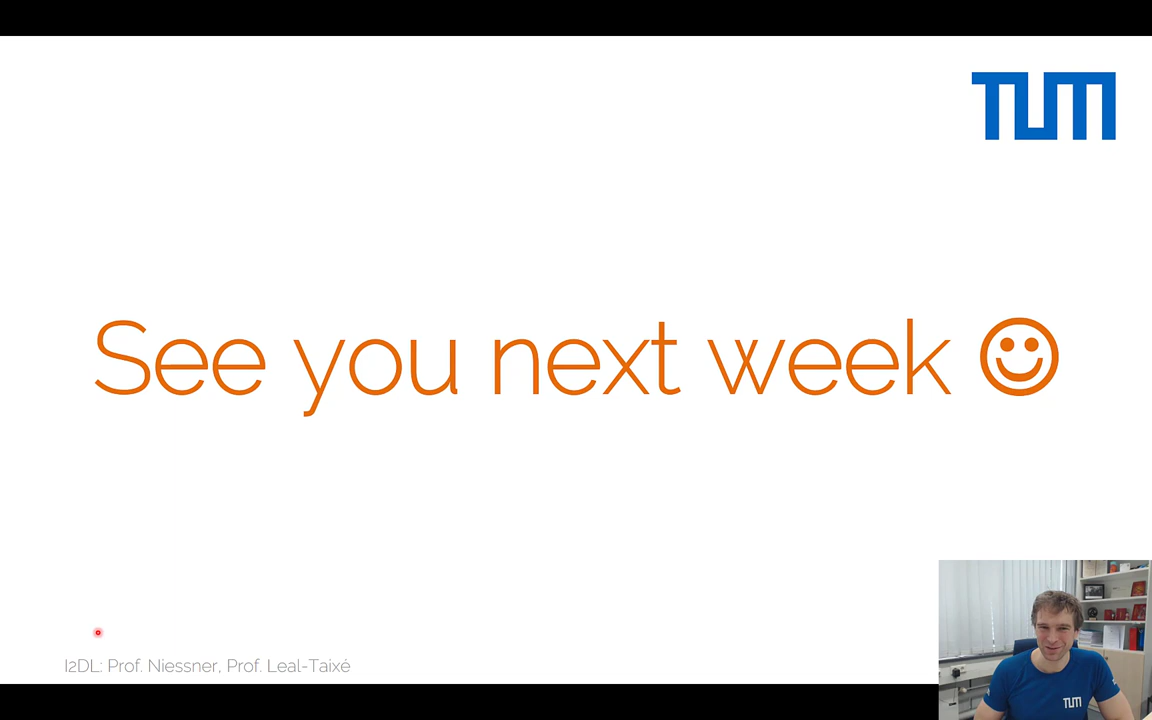 TUM
See you next week ☺
I2DL: Prof. Niessner, Prof. Leal-Taixé
TUM